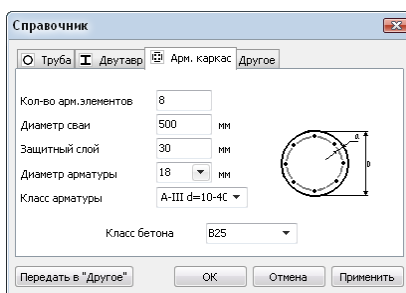 Справочник
Труба Двутавр Арм. каркас Другое
Кол-во арм.элементов 8
Диаметр сваи 500 мм
Защитный слой 30 мм
Диаметр арматуры 18 мм
Класс арматуры A-III d=10-4
Класс бетона B25
a
D
Передать в "Другое" OK Отмена Применить